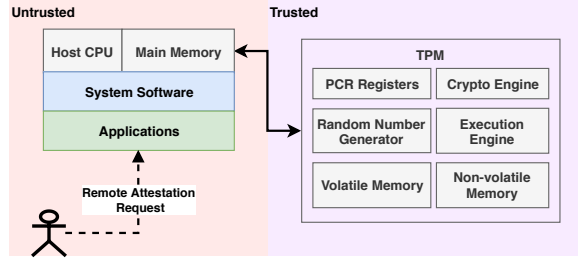 Untrusted
Trusted
Host CPU
Main Memory
System Software
Applications
Remote Attestation
Request
TPM
PCR Registers
Crypto Engine
Random Number
Generator
Execution
Engine
Volatile Memory
Non-volatile
Memory